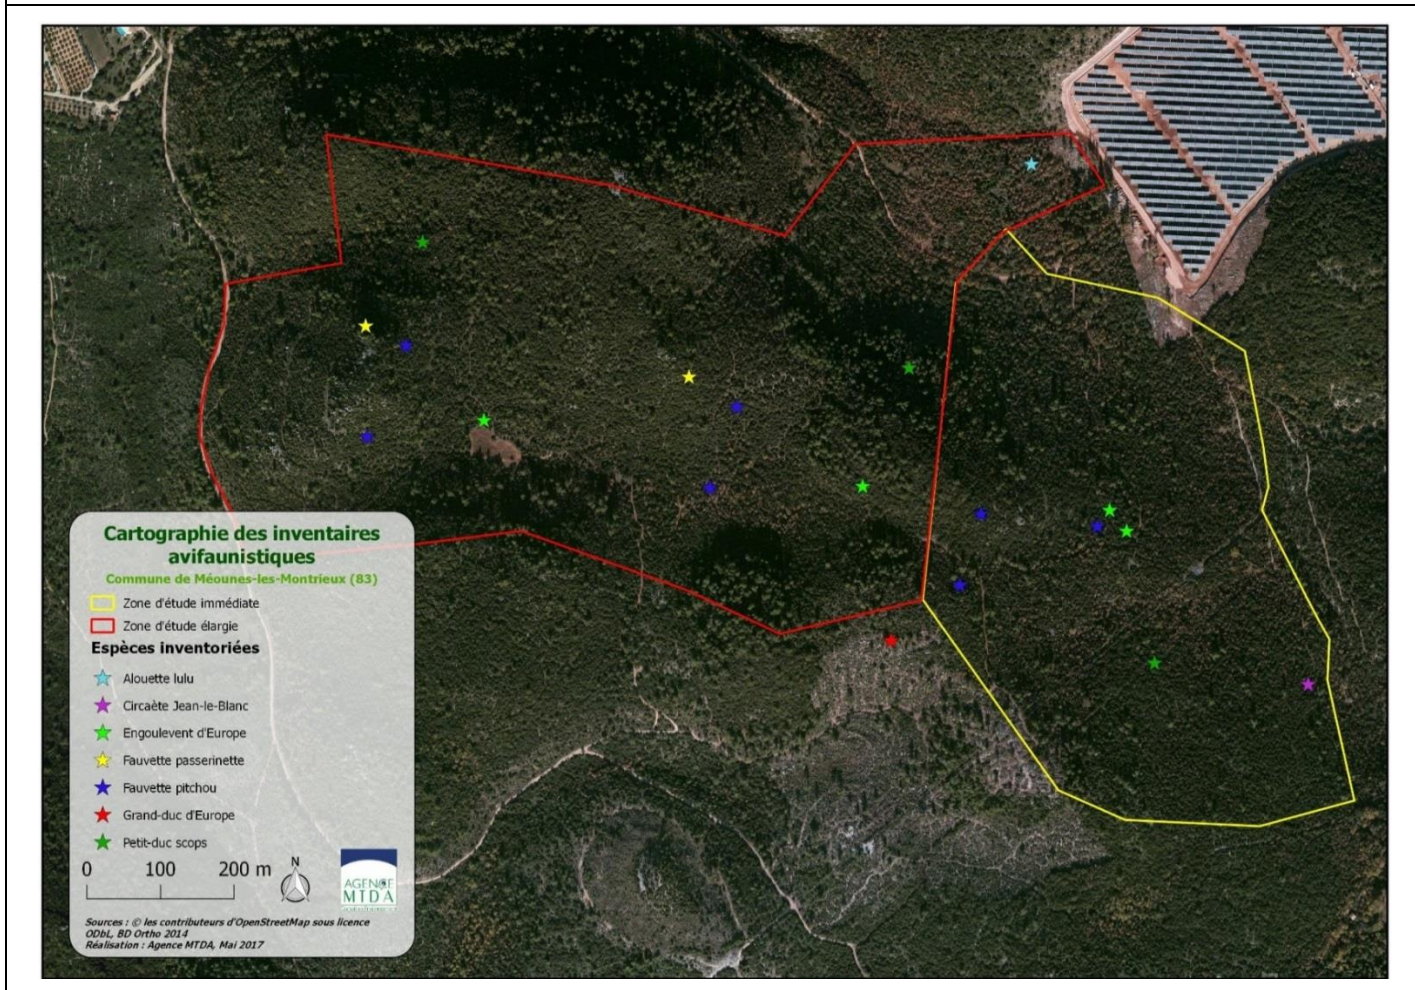 Cartographie des inventaires
avifaunistiques
Commune de Méounes-les-Montrieux (83)
Zone d'étude immédiate
Zone d'étude élargie
Espèces inventoriées
Alouette lulu
Circaète Jean-le-Blanc
Engoulevent d'Europe
Fauvette passerinette
Fauvette pitchou
Grand-duc d'Europe
Petit-duc scops
0 100 200 m
N
AGENCE
MTDA
Sources : © les contributeurs d'OpenStreetMap sous licence
ODbL, BD Ortho 2014
Réalisation : Agence MTDA, Mai 2017